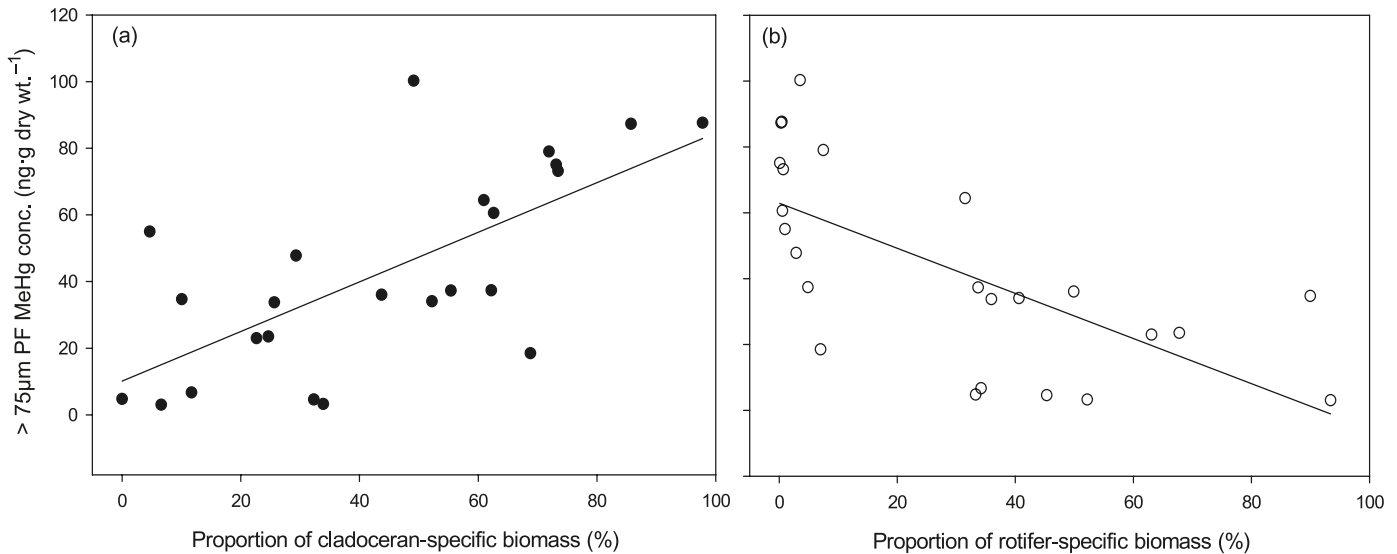 (a)
(b)
120
100
80
60
40
20
0
> 75µm PF MeHg conc. (ng·g dry wt.⁻¹)
0 20 40 60 80 100
0 20 40 60 80 100
Proportion of cladoceran-specific biomass (%)
Proportion of rotifer-specific biomass (%)